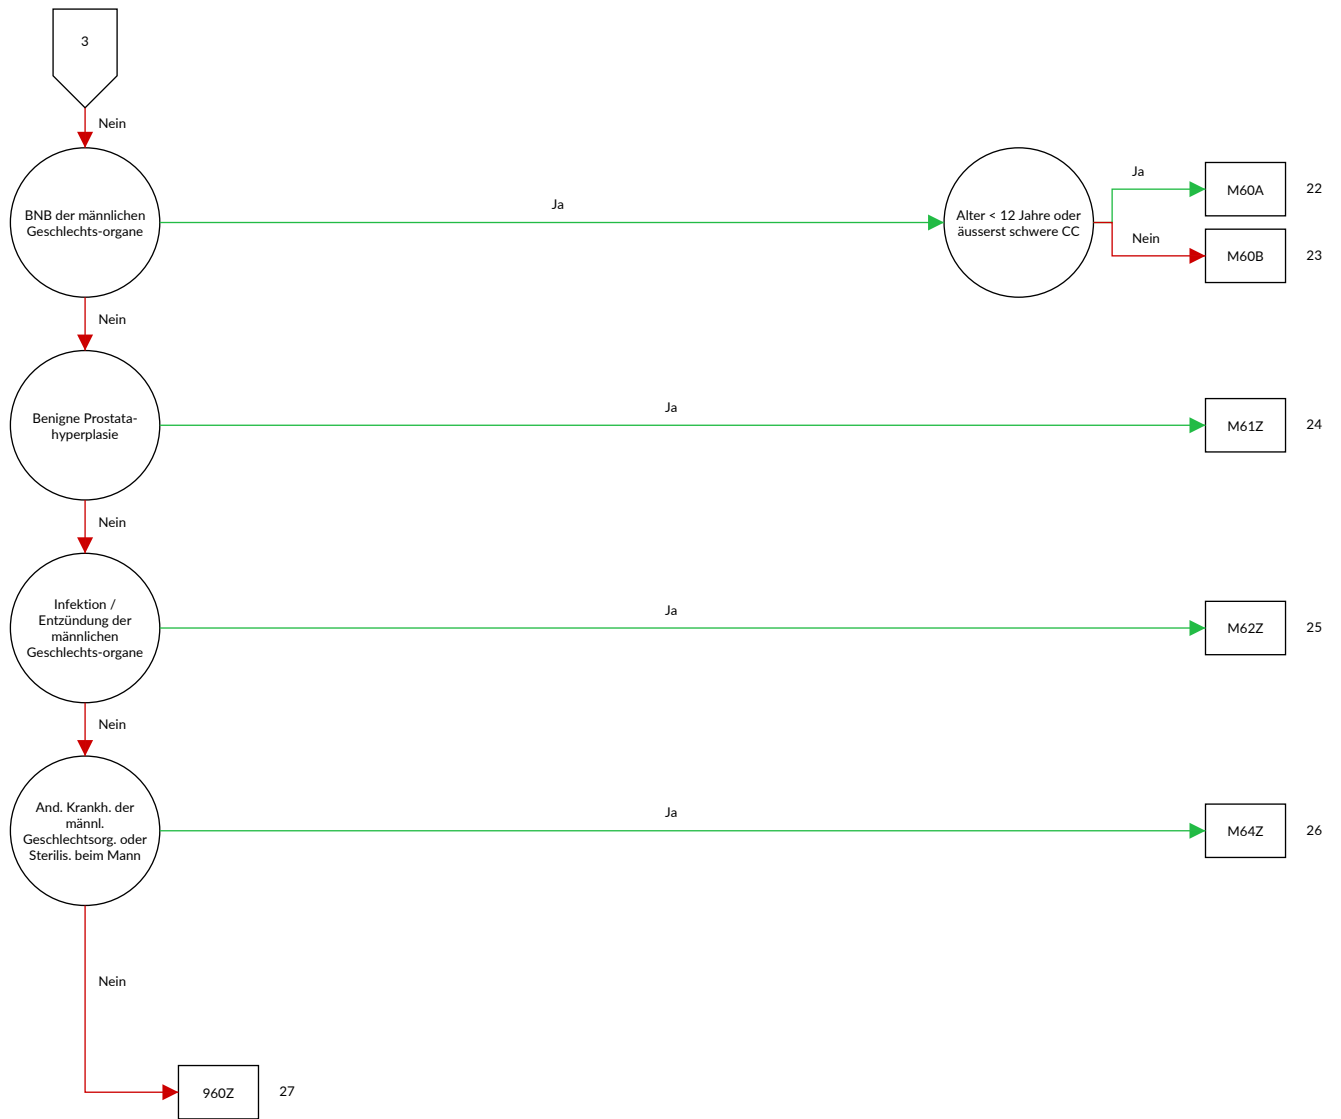 3
Nein
BNB der männlichen
Geschlechts-organe
Ja
Alter < 12 Jahre oder
äusserst schwere CC
Ja
M60A
22
Nein
M60B
23
Nein
Benigne Prostata-
hyperplasie
Ja
M61Z
24
Nein
Infektion /
Entzündung der
männlichen
Geschlechts-organe
Ja
M62Z
25
Nein
And. Krankh. der
männl.
Geschlechtsorg. oder
Sterilis. beim Mann
Ja
M64Z
26
Nein
960Z
27